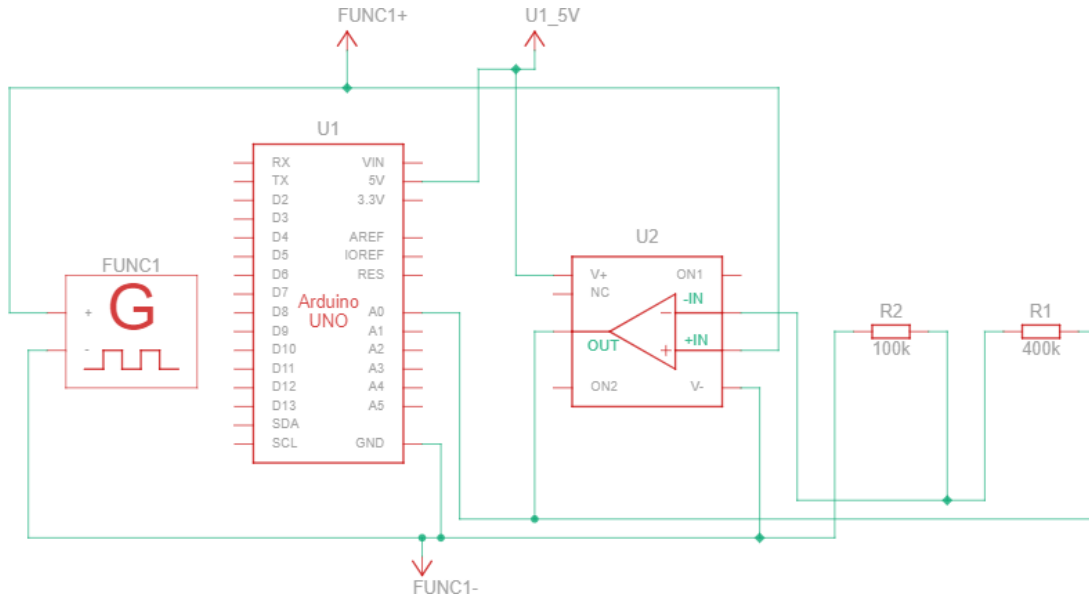 FUNC1+
U1_5V
U1
RX
VIN
TX
5V
D2
3.3V
D3
D4
AREF
D5
IOREF
D6
RES
D7
D8
A0
D9
A1
D10
A2
D11
A3
D12
A4
D13
A5
SDA
SCL
GND
Arduino
UNO
FUNC1
G
+
-
U2
V+
ON1
NC
-IN
−
+IN
+
OUT
ON2
V-
R2
100k
R1
400k
FUNC1-